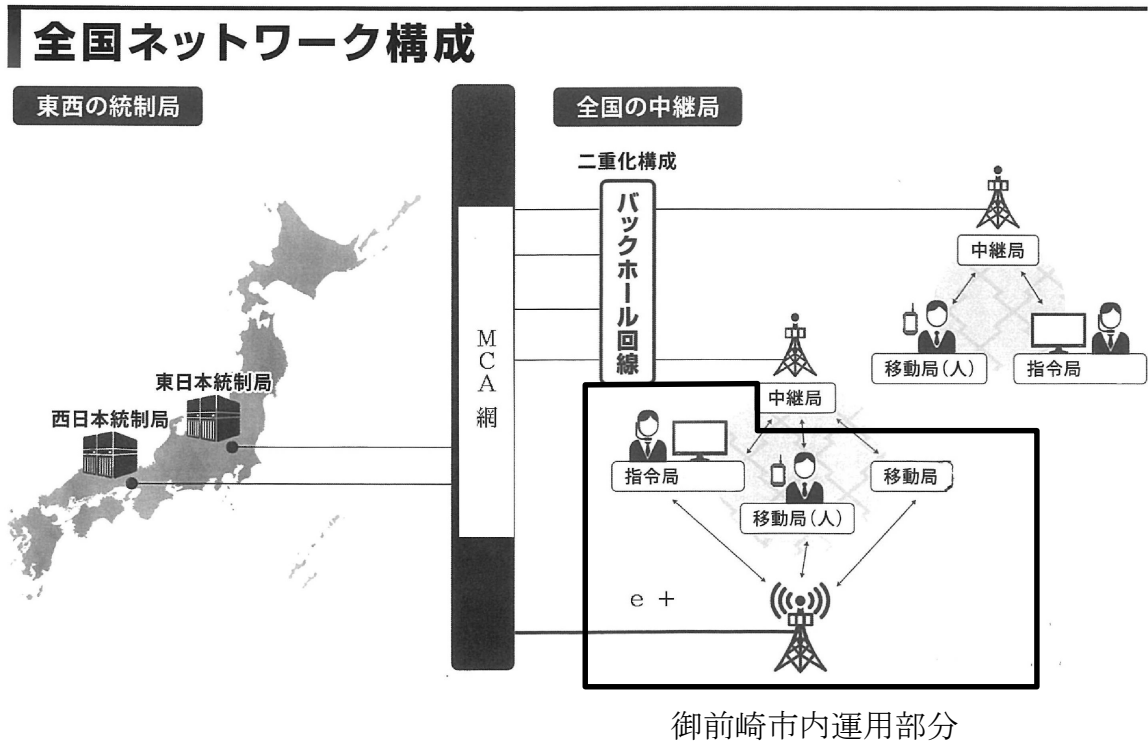 全国ネットワーク構成
東西の統制局
全国の中継局
二重化構成
バックホール回線
中継局
移動局(人)
指令局
MCA網
東日本統制局
西日本統制局
中継局
指令局
移動局(人)
移動局
e +
御前崎市内運用部分